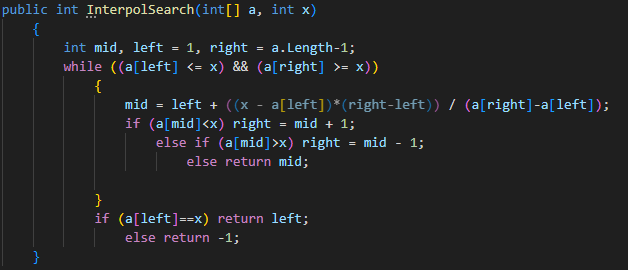 public int InterpolSearch(int[] a, int x)
{
int mid, left = 1, right = a.Length-1;
while ((a[left] <= x) && (a[right] >= x))
{
mid = left + ((x - a[left])*(right-left)) / (a[right]-a[left]);
if (a[mid]<x) right = mid + 1;
else if (a[mid]>x) right = mid - 1;
else return mid;
}
if (a[left]==x) return left;
else return -1;
}